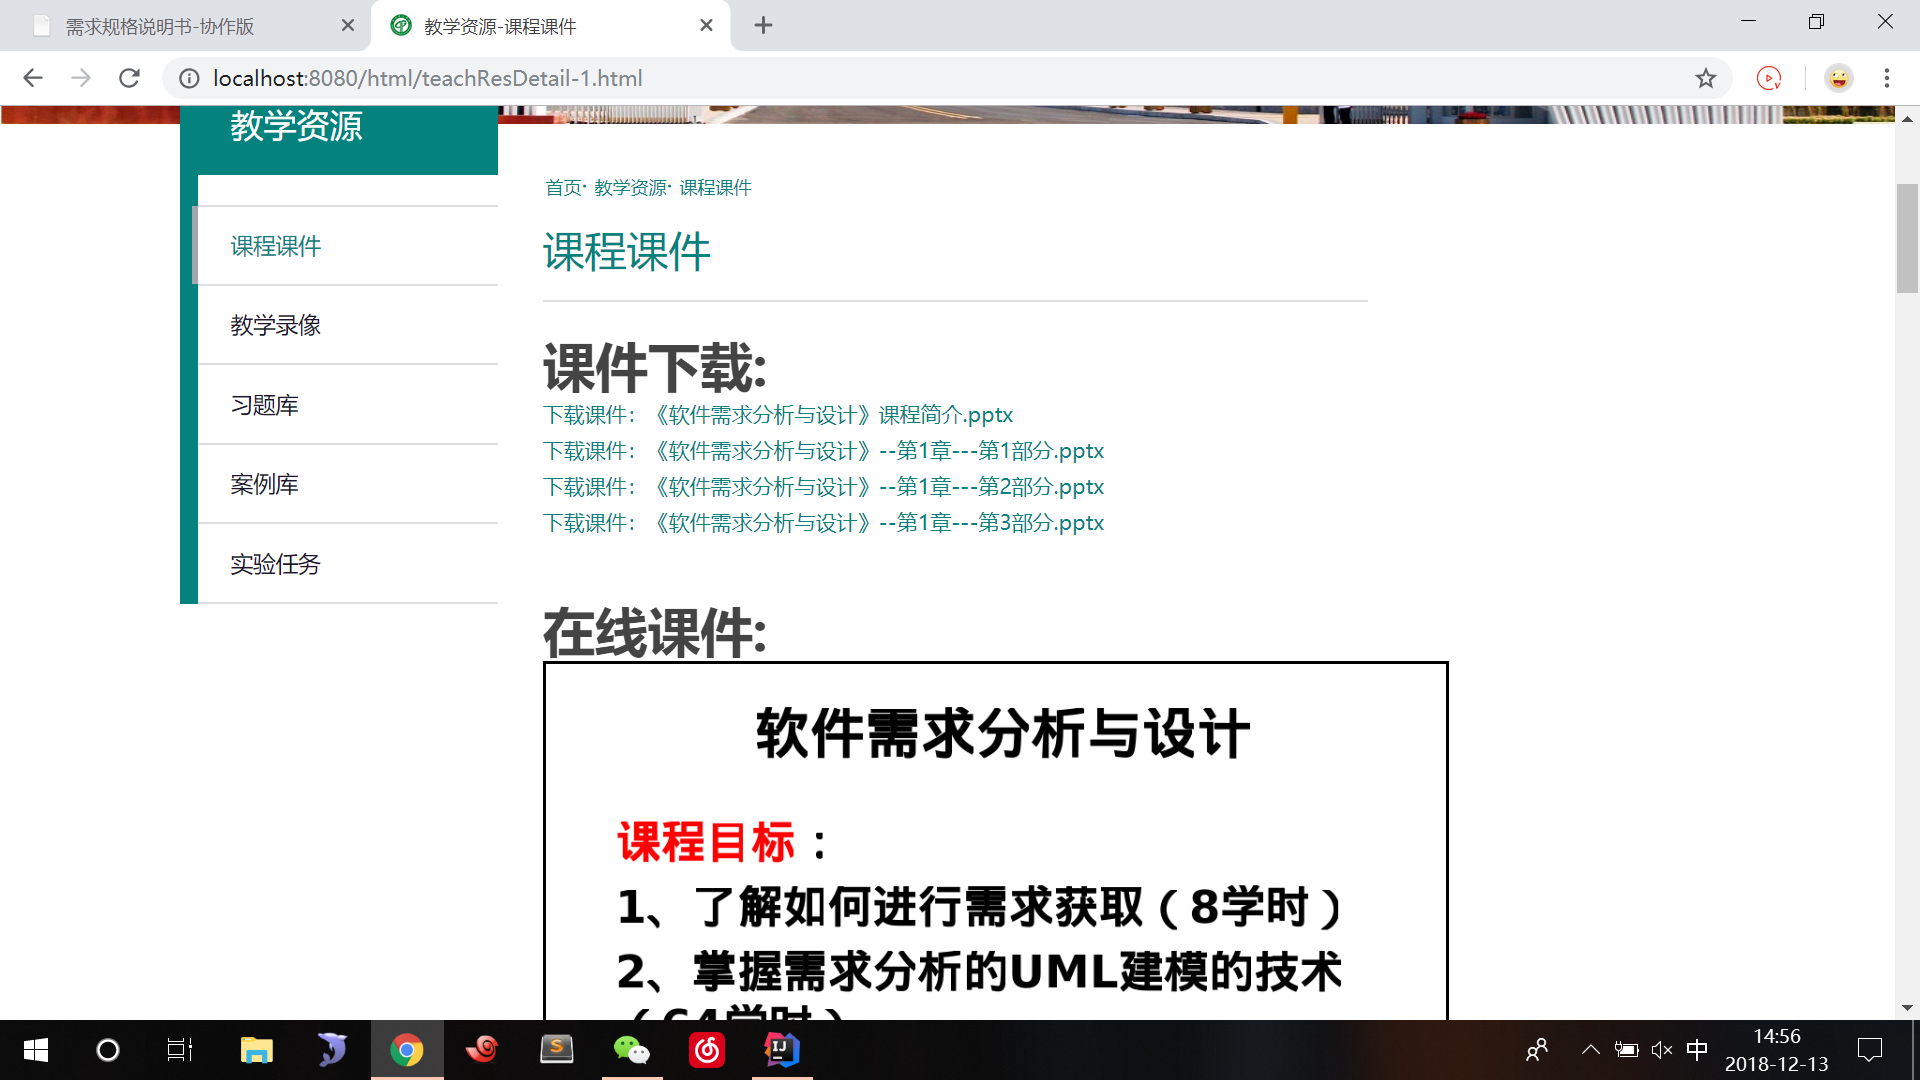 需求规格说明书-协作版
教学资源-课程课件
localhost:8080/html/teachResDetail-1.html
教学资源
课程课件
教学录像
习题库
案例库
实验任务
首页· 教学资源· 课程课件
课程课件
课件下载:
下载课件：《软件需求分析与设计》课程简介.pptx
下载课件：《软件需求分析与设计》--第1章---第1部分.pptx
下载课件：《软件需求分析与设计》--第1章---第2部分.pptx
下载课件：《软件需求分析与设计》--第1章---第3部分.pptx
在线课件:
软件需求分析与设计
课程目标：
1、了解如何进行需求获取（8学时）
2、掌握需求分析的UML建模的技术
（64学时）
中
14:56
2018-12-13